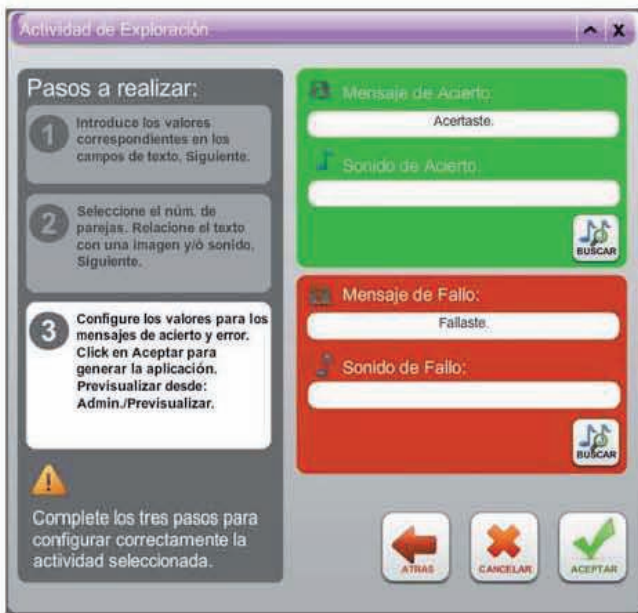 Actividad de Exploración
X
Pasos a realizar:
1
Introduce los valores
correspondientes en los
campos de texto. Siguiente.
2
Seleccione el núm. de
parejas. Relacione el texto
con una imagen y/ó sonido.
Siguiente.
3
Configure los valores para los
mensajes de acierto y error.
Click en Aceptar para
generar la aplicación.
Previsualizar desde:
Admin./Previsualizar.
!
Complete los tres pasos para
configurar correctamente la
actividad seleccionada.
Mensaje de Acierto:
Acertaste.
Sonido de Acierto:
BUSCAR
Mensaje de Fallo:
Fallaste.
Sonido de Fallo:
BUSCAR
ATRAS
CANCELAR
ACEPTAR